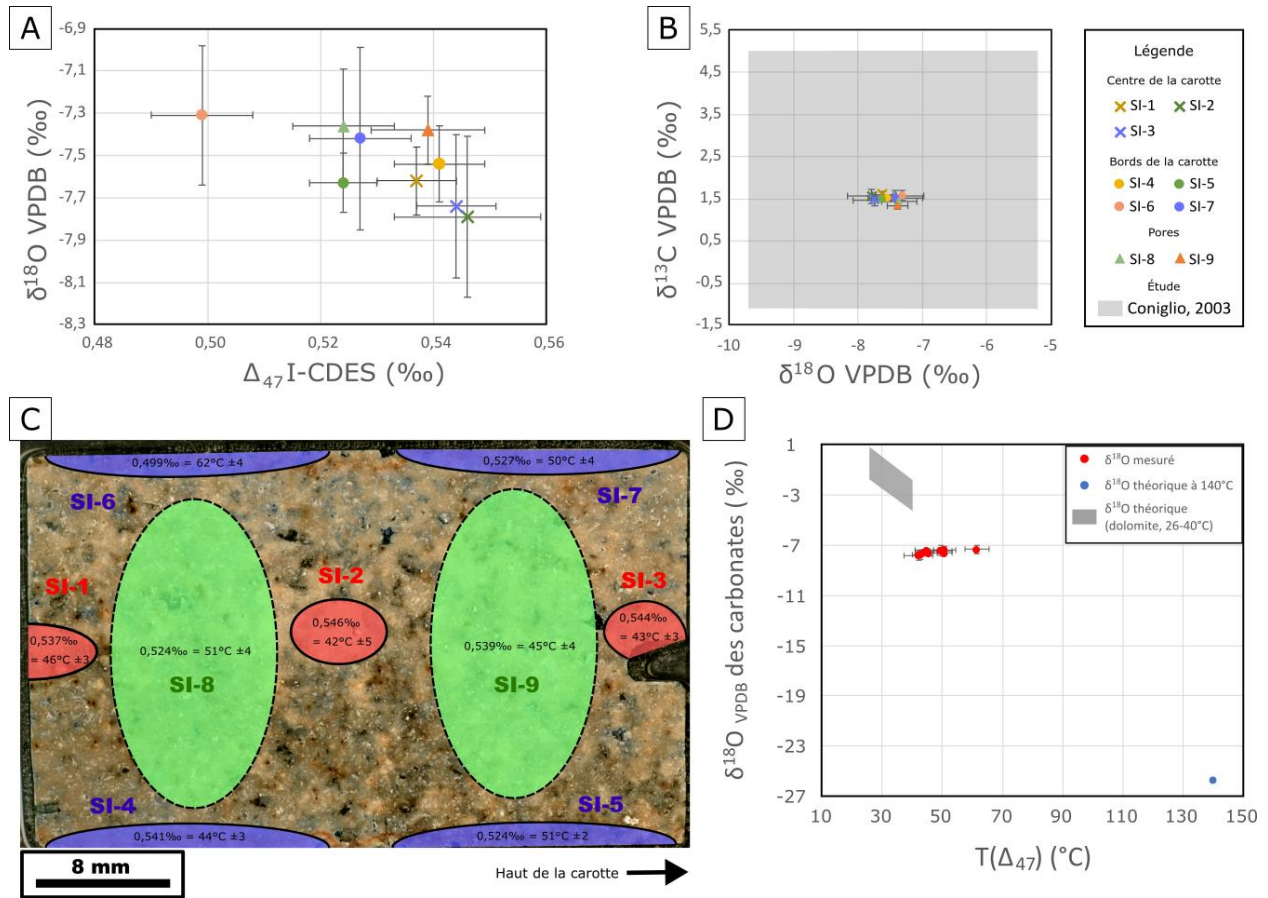 A
-6,9
-7,1
-7,3
-7,5
-7,7
-7,9
-8,1
-8,3
δ¹⁸O VPDB (‰)
0,48
0,50
0,52
0,54
0,56
Δ₄₇I-CDES (‰)
B
5,5
4,5
3,5
2,5
1,5
0,5
-0,5
-1,5
δ¹³C VPDB (‰)
-10
-9
-8
-7
-6
-5
δ¹⁸O VPDB (‰)
Légende
Centre de la carotte
SI-1 SI-2
SI-3
Bords de la carotte
SI-4 SI-5
SI-6 SI-7
Pores
SI-8 SI-9
Étude
Coniglio, 2003
C
0,499‰ = 62°C ±4
0,527‰ = 50°C ±4
SI-6
SI-7
SI-1
SI-2
SI-3
0,537‰
= 46°C ±3
0,524‰ = 51°C ±4
SI-8
0,546‰
= 42°C ±5
0,539‰ = 45°C ±4
SI-9
0,544‰
= 43°C ±3
SI-4
SI-5
0,541‰ = 44°C ±3
0,524‰ = 51°C ±2
8 mm
Haut de la carotte
D
1
-3
-7
-11
-15
-19
-23
-27
δ¹⁸O VPDB des carbonates (‰)
δ¹⁸O mesuré
δ¹⁸O théorique à 140°C
δ¹⁸O théorique
(dolomite, 26-40°C)
10
30
50
70
90
110
130
150
T(Δ₄₇) (°C)